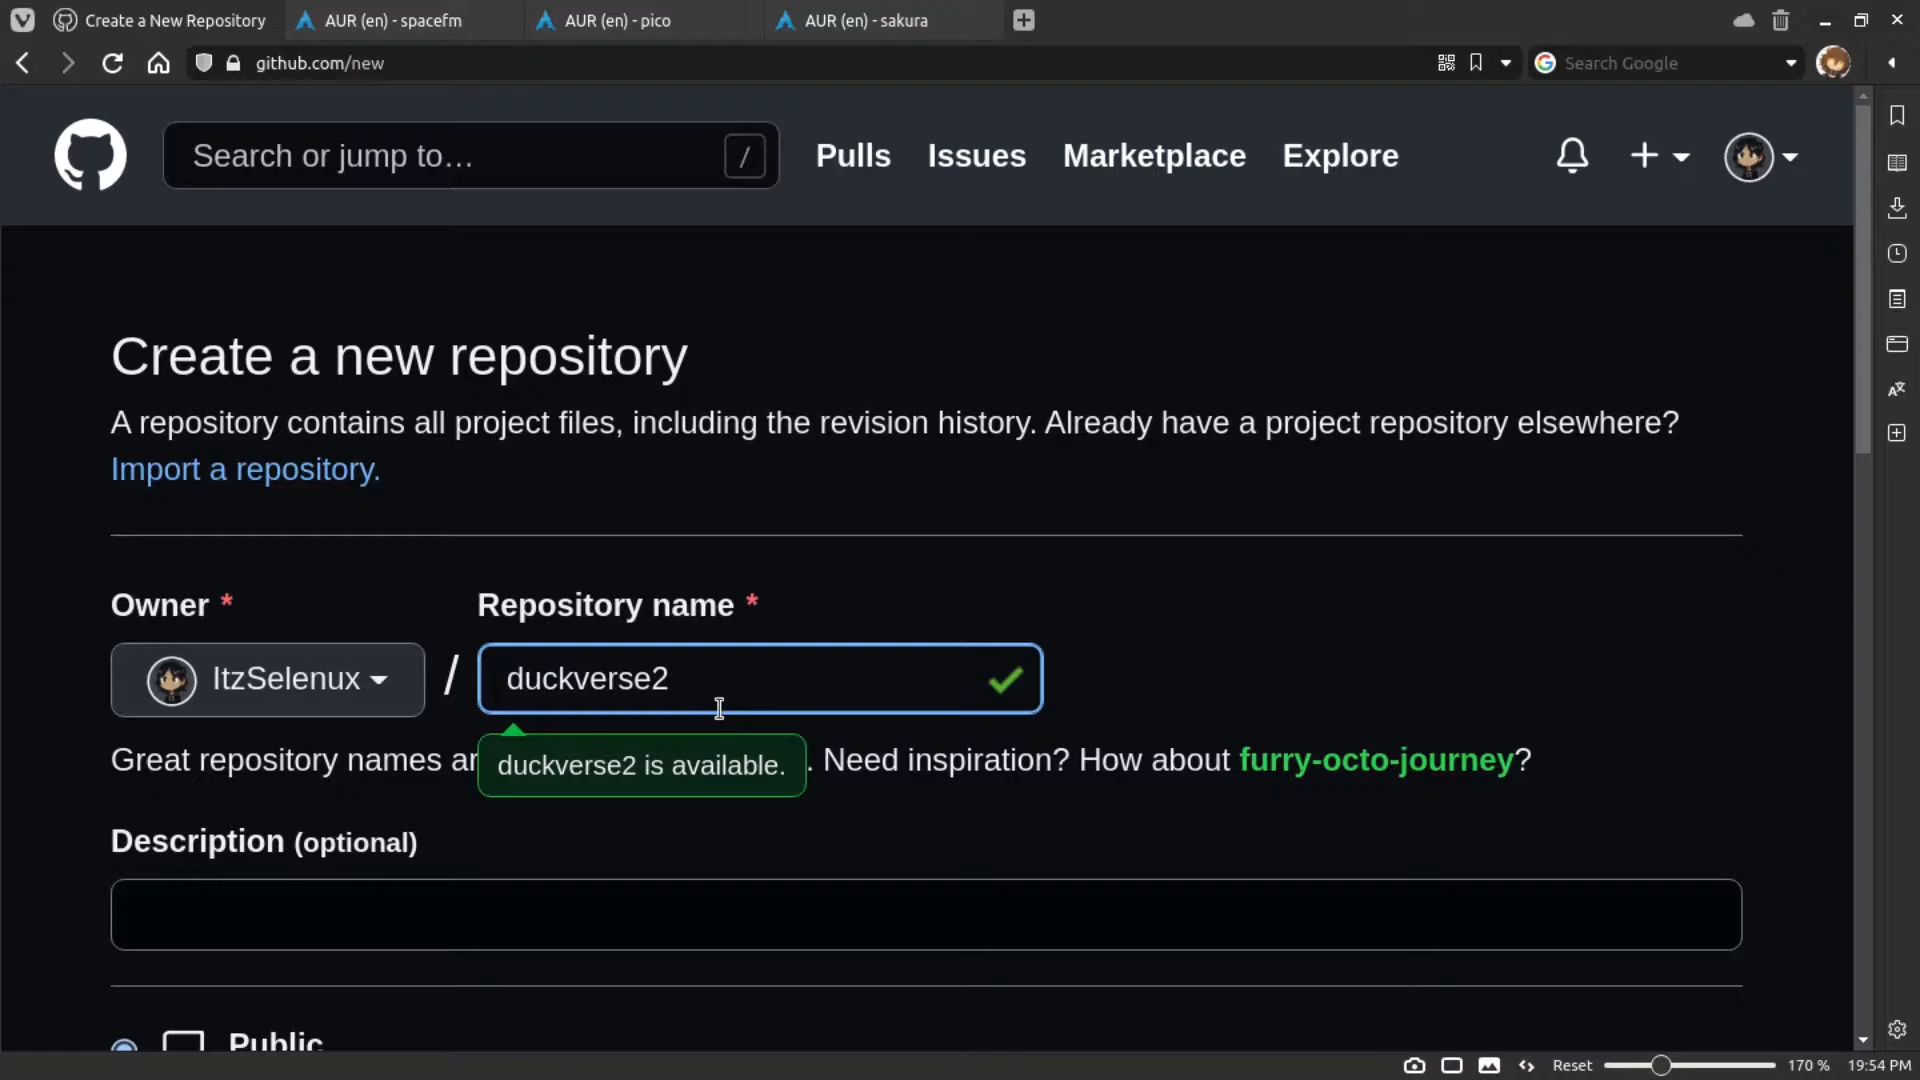 Create a New Repository
AUR (en) - spacefm
AUR (en) - pico
AUR (en) - sakura
github.com/new
Search Google
Search or jump to…
/
Pulls
Issues
Marketplace
Explore
Create a new repository
A repository contains all project files, including the revision history. Already have a project repository elsewhere?
Import a repository.
Owner *
Repository name *
ItzSelenux
/
duckverse2
Great repository names ar
duckverse2 is available.
. Need inspiration? How about furry-octo-journey?
Description (optional)
Public
Reset
170 %
19:54 PM